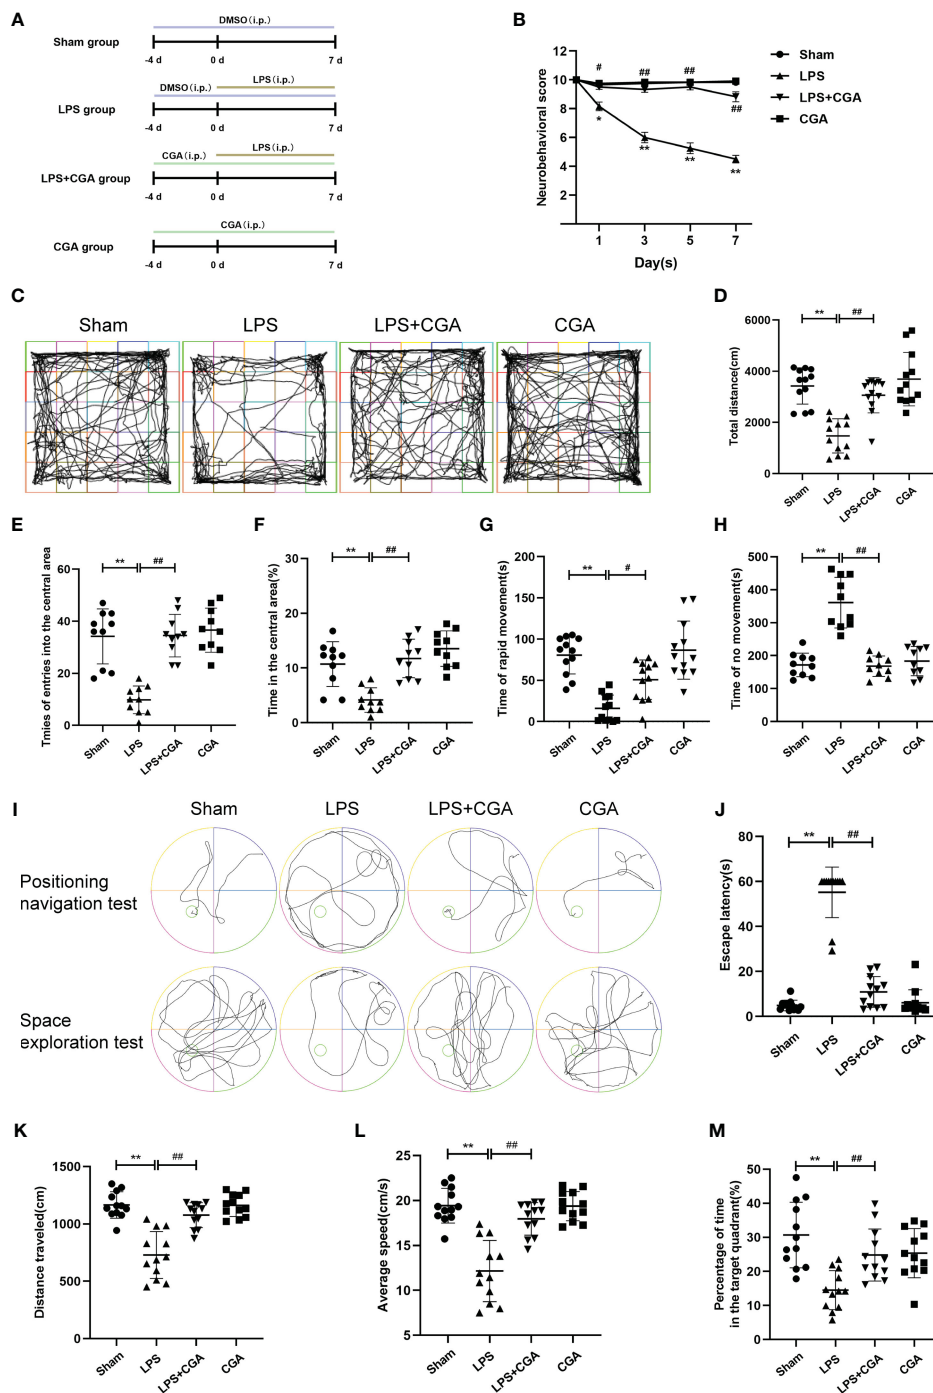 A
DMSO(i.p.)
Sham group
-4 d 0 d 7 d
DMSO(i.p.) LPS(i.p.)
LPS group
-4 d 0 d 7 d
CGA(i.p.) LPS(i.p.)
LPS+CGA group
-4 d 0 d 7 d
CGA(i.p.)
CGA group
-4 d 0 d 7 d
B
Neurobehavioral score
12
10
8
6
4
2
# ## ## ##
* ** ** **
1 3 5 7
Day(s)
Sham
LPS
LPS+CGA
CGA
C
Sham LPS LPS+CGA CGA
D
** ##
Total distance(cm)
6000
4000
2000
0
Sham LPS LPS+CGA CGA
E
** ##
Tmies of entries into the central area
60
40
20
0
Sham LPS LPS+CGA CGA
F
** ##
Time in the central area(%)
30
20
10
0
Sham LPS LPS+CGA CGA
G
** #
Time of rapid movement(s)
200
150
100
50
0
Sham LPS LPS+CGA CGA
H
** ##
Time of no movement(s)
500
400
300
200
100
0
Sham LPS LPS+CGA CGA
I
Sham LPS LPS+CGA CGA
Positioning
navigation test
Space
exploration test
J
** ##
Escape latency(s)
80
60
40
20
0
Sham LPS LPS+CGA CGA
K
** ##
Distance traveled(cm)
1500
1000
500
0
Sham LPS LPS+CGA CGA
L
** ##
Average speed(cm/s)
25
20
15
10
5
Sham LPS LPS+CGA CGA
M
** ##
Percentage of time
in the target quadrant(%)
50
40
30
20
10
0
Sham LPS LPS+CGA CGA